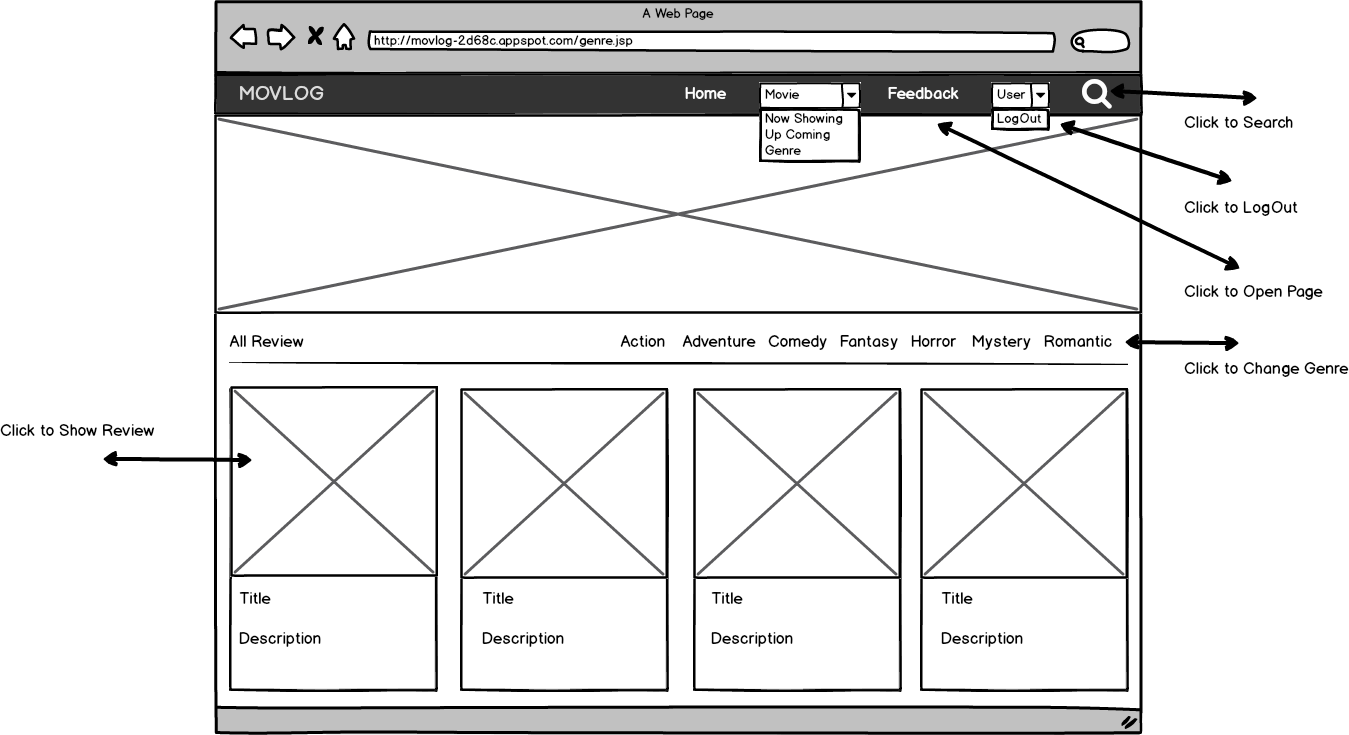 A Web Page
http://movlog-2d68c.appspot.com/genre.jsp
MOVLOG Home Movie Feedback User
Now Showing
Up Coming
Genre
LogOut
Click to Search
Click to LogOut
Click to Open Page
All Review Action Adventure Comedy Fantasy Horror Mystery Romantic
Click to Change Genre
Click to Show Review
Title Title Title Title
Description Description Description Description